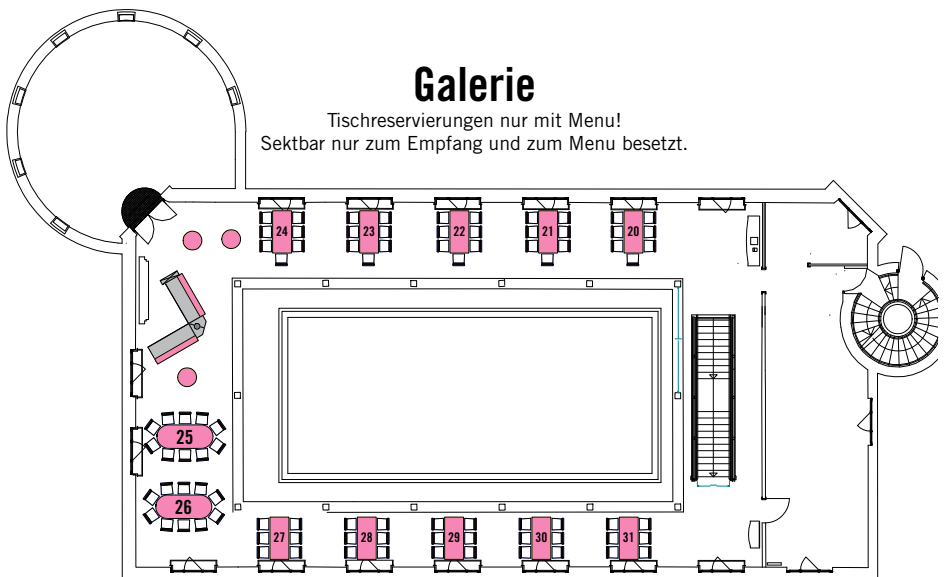 Galerie
Tischreservierungen nur mit Menu!
Sektbar nur zum Empfang und zum Menu besetzt.
24 23 22 21 20
25
26
27 28 29 30 31